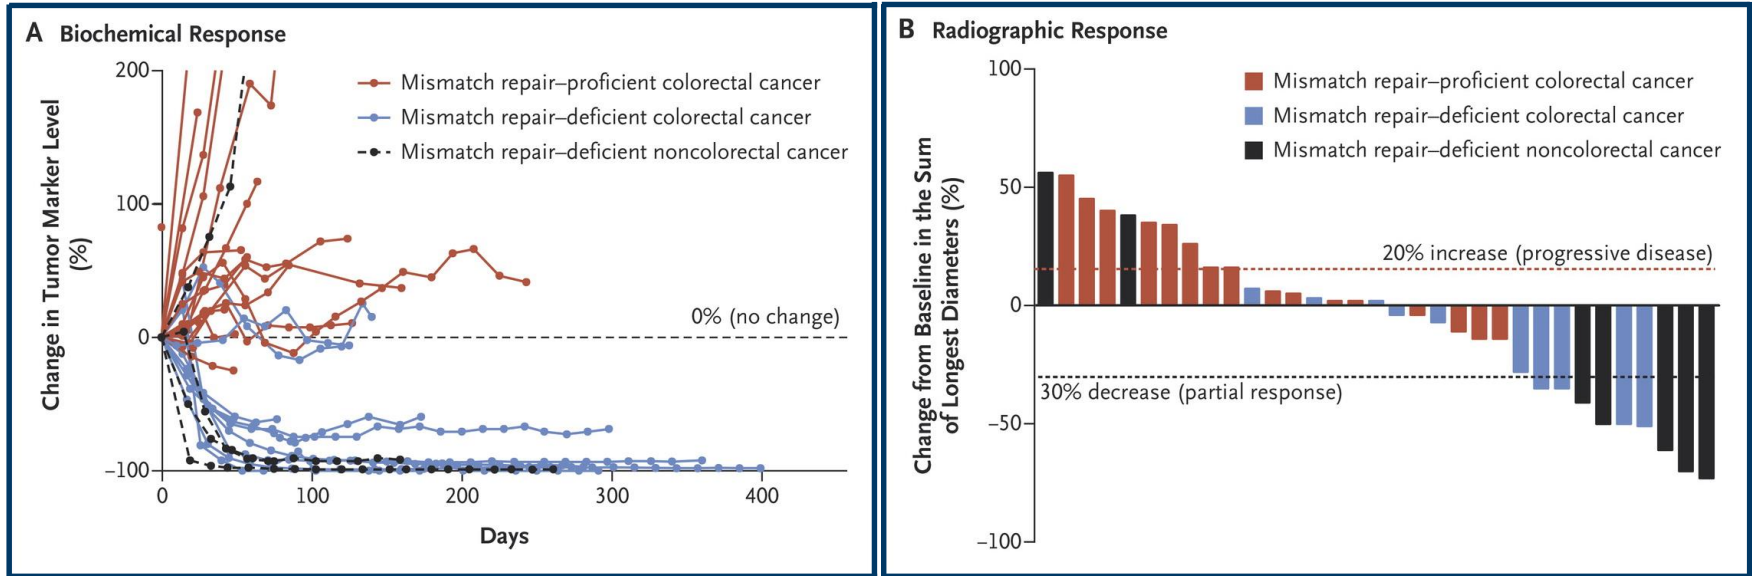 A Biochemical Response
200
100
0
–100
0 100 200 300 400
Days
Change in Tumor Marker Level
(%)
Mismatch repair–proficient colorectal cancer
Mismatch repair–deficient colorectal cancer
Mismatch repair–deficient noncolorectal cancer
0% (no change)
B Radiographic Response
100
50
0
–50
–100
Change from Baseline in the Sum
of Longest Diameters (%)
Mismatch repair–proficient colorectal cancer
Mismatch repair–deficient colorectal cancer
Mismatch repair–deficient noncolorectal cancer
20% increase (progressive disease)
30% decrease (partial response)